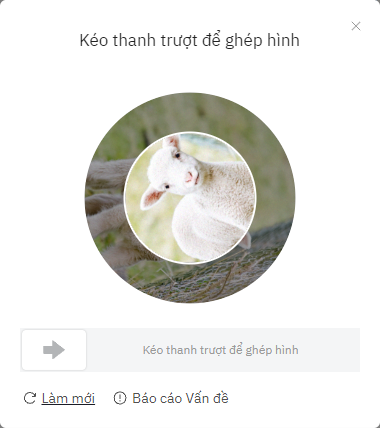 Kéo thanh trượt để ghép hình
Kéo thanh trượt để ghép hình
Làm mới
Báo cáo Vấn đề